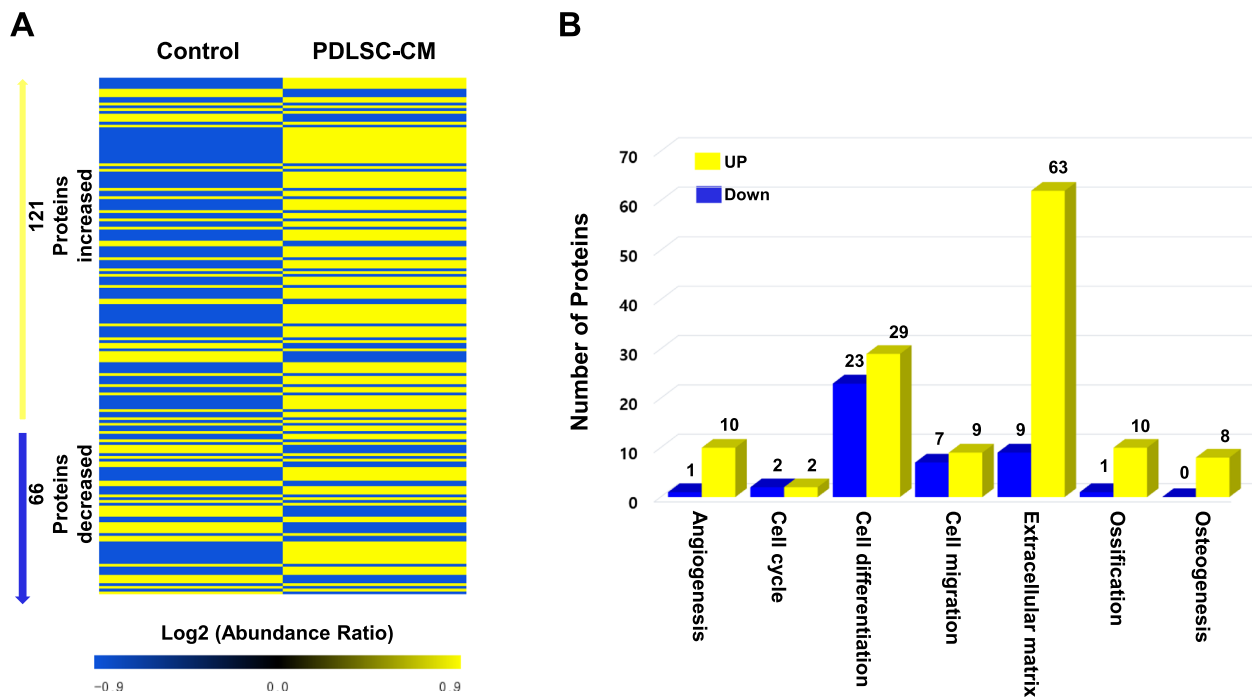 A
Control
PDLSC-CM
121
Proteins
increased
66
Proteins
decreased
Log2 (Abundance Ratio)
−0.9
0.0
0.9
B
Number of Proteins
70
60
50
40
30
20
10
0
UP
Down
1
10
2
2
23
29
7
9
9
63
1
10
0
8
Angiogenesis
Cell cycle
Cell differentiation
Cell migration
Extracellular matrix
Ossification
Osteogenesis